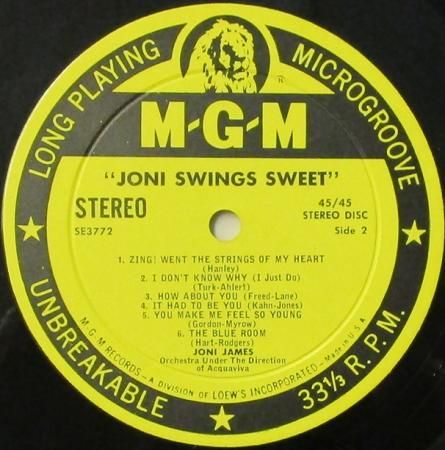 LONG PLAYING
MICROGROOVE
®
M-G-M
"JONI SWINGS SWEET"
STEREO
SE3772
45/45
STEREO DISC
Side 2
1. ZING! WENT THE STRINGS OF MY HEART
(Hanley)
2. I DON'T KNOW WHY (I Just Do)
(Turk-Ahlert)
3. HOW ABOUT YOU (Freed-Lane)
4. IT HAD TO BE YOU (Kahn-Jones)
5. YOU MAKE ME FEEL SO YOUNG
(Gordon-Myrow)
6. THE BLUE ROOM
(Hart-Rodgers)
JONI JAMES
Orchestra Under The Direction
of Acquaviva
M-G-M RECORDS - A DIVISION OF LOEW'S INCORPORATED - Made in U.S.A.
UNBREAKABLE
33⅓ R.P.M.